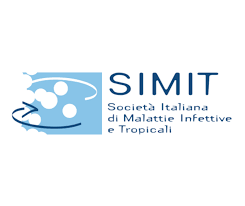 SIMIT
Società Italiana
di Malattie Infettive
e Tropicali